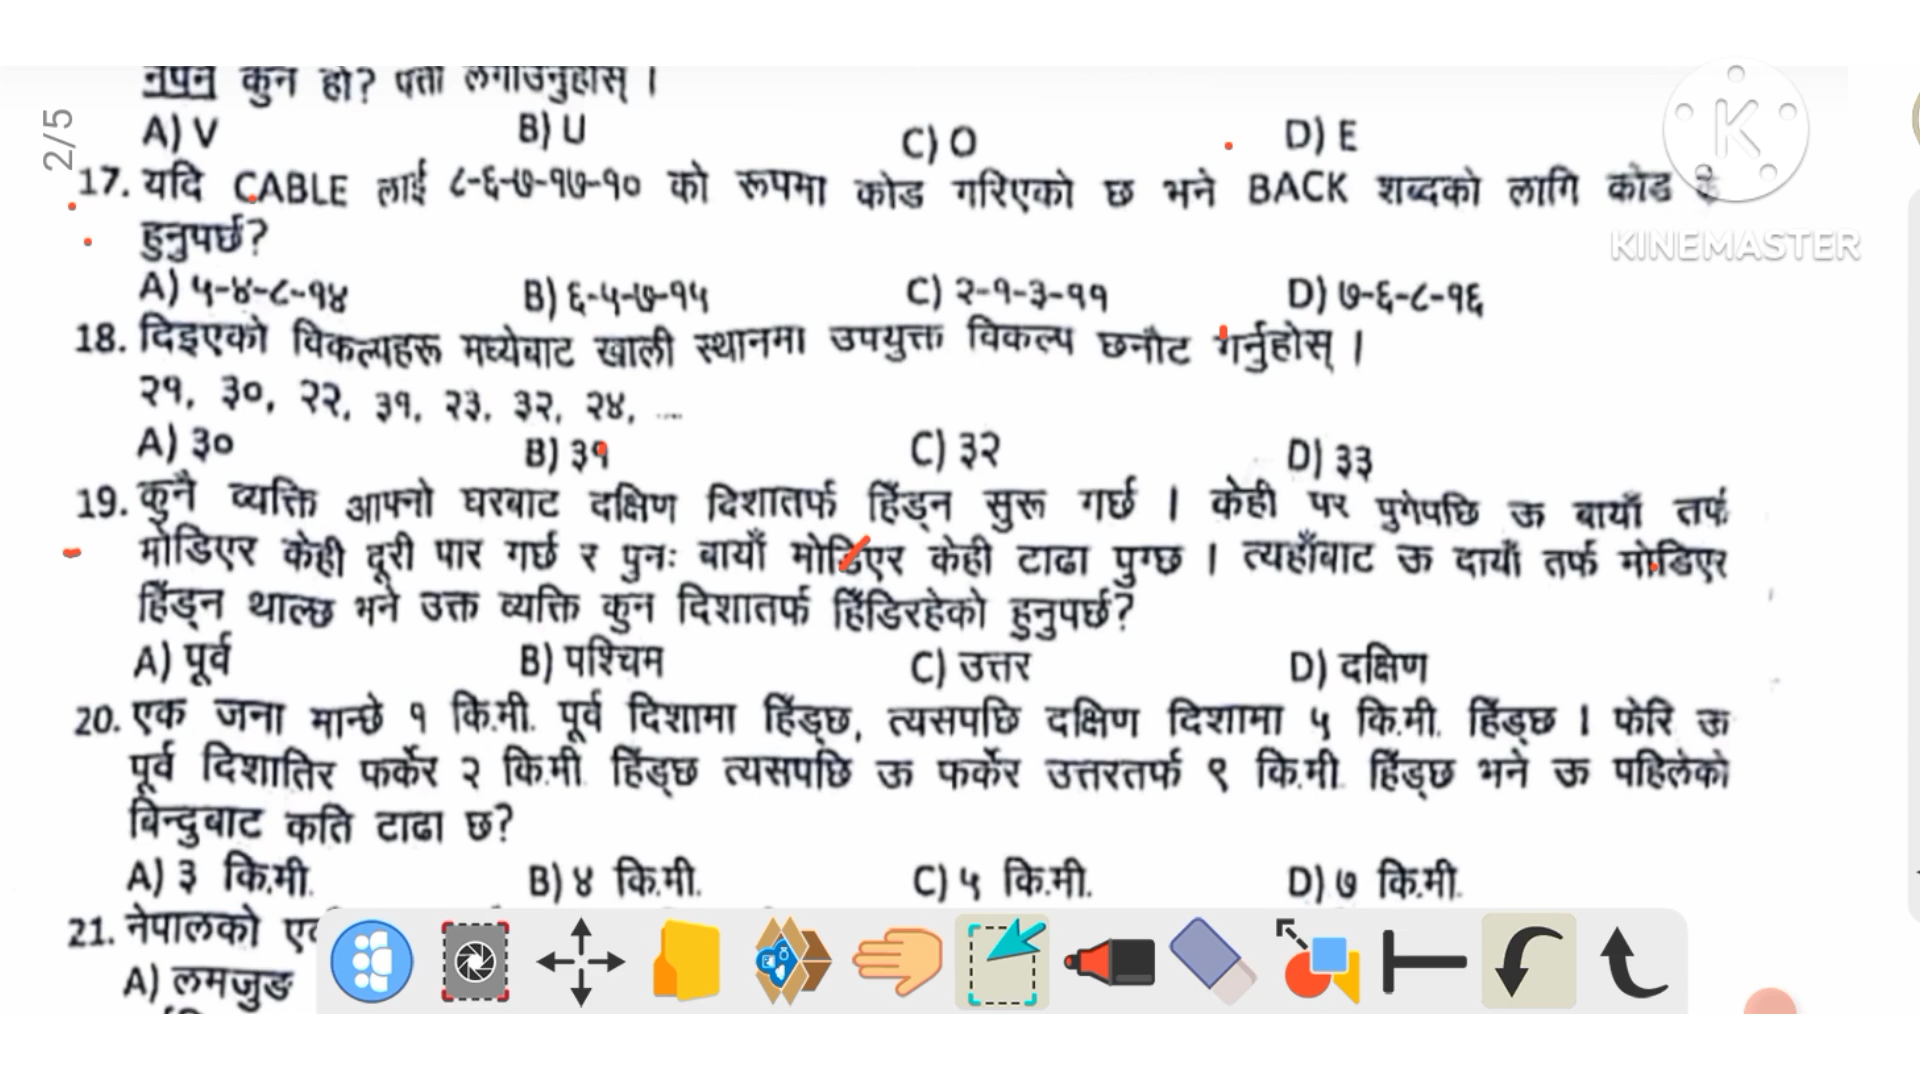 नपर्ने कुन हो? पत्ता लगाउनुहोस् ।
A) V B) U C) O D) E
2/5
17. यदि CABLE लाई ८-६-७-१७-१० को रूपमा कोड गरिएको छ भने BACK शब्दको लागि कोड के
हुनुपर्छ?
KINEMASTER
A) ५-४-८-१४ B) ६-५-७-१५ C) २-१-३-११ D) ७-६-८-१६
18. दिइएको विकल्पहरू मध्येबाट खाली स्थानमा उपयुक्त विकल्प छनौट गर्नुहोस् ।
२१, ३०, २२, ३१, २३, ३२, २४, ...
A) ३० B) ३१ C) ३२ D) ३३
19. कुनै व्यक्ति आफ्नो घरबाट दक्षिण दिशातर्फ हिँड्न सुरू गर्छ । केही पर पुगेपछि ऊ बायाँ तर्फ
मोडिएर केही दूरी पार गर्छ र पुनः बायाँ मोडिएर केही टाढा पुग्छ । त्यहाँबाट ऊ दायाँ तर्फ मोडिएर
हिँड्न थाल्छ भने उक्त व्यक्ति कुन दिशातर्फ हिँडिरहेको हुनुपर्छ?
A) पूर्व B) पश्चिम C) उत्तर D) दक्षिण
20. एक जना मान्छे १ कि.मी. पूर्व दिशामा हिँड्छ, त्यसपछि दक्षिण दिशामा ५ कि.मी. हिँड्छ । फेरि ऊ
पूर्व दिशातिर फर्केर २ कि.मी हिँड्छ त्यसपछि ऊ फर्केर उत्तरतर्फ ९ कि.मी. हिँड्छ भने ऊ पहिलेको
बिन्दुबाट कति टाढा छ?
A) ३ कि.मी. B) ४ कि.मी. C) ५ कि.मी. D) ७ कि.मी.
21. नेपालको
A) लमजुङ